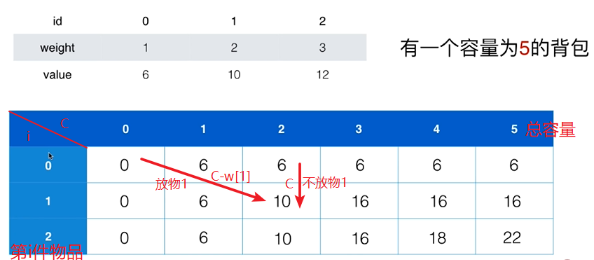 id 0 1 2
weight 1 2 3
value 6 10 12
有一个容量为5的背包
C 0 1 2 3 4 5 总容量
i
0 0 6 6 6 6 6
放物1 C-w[1] C 不放物1
1 0 6 10 16 16 16
2 0 6 10 16 18 22
第i件物品